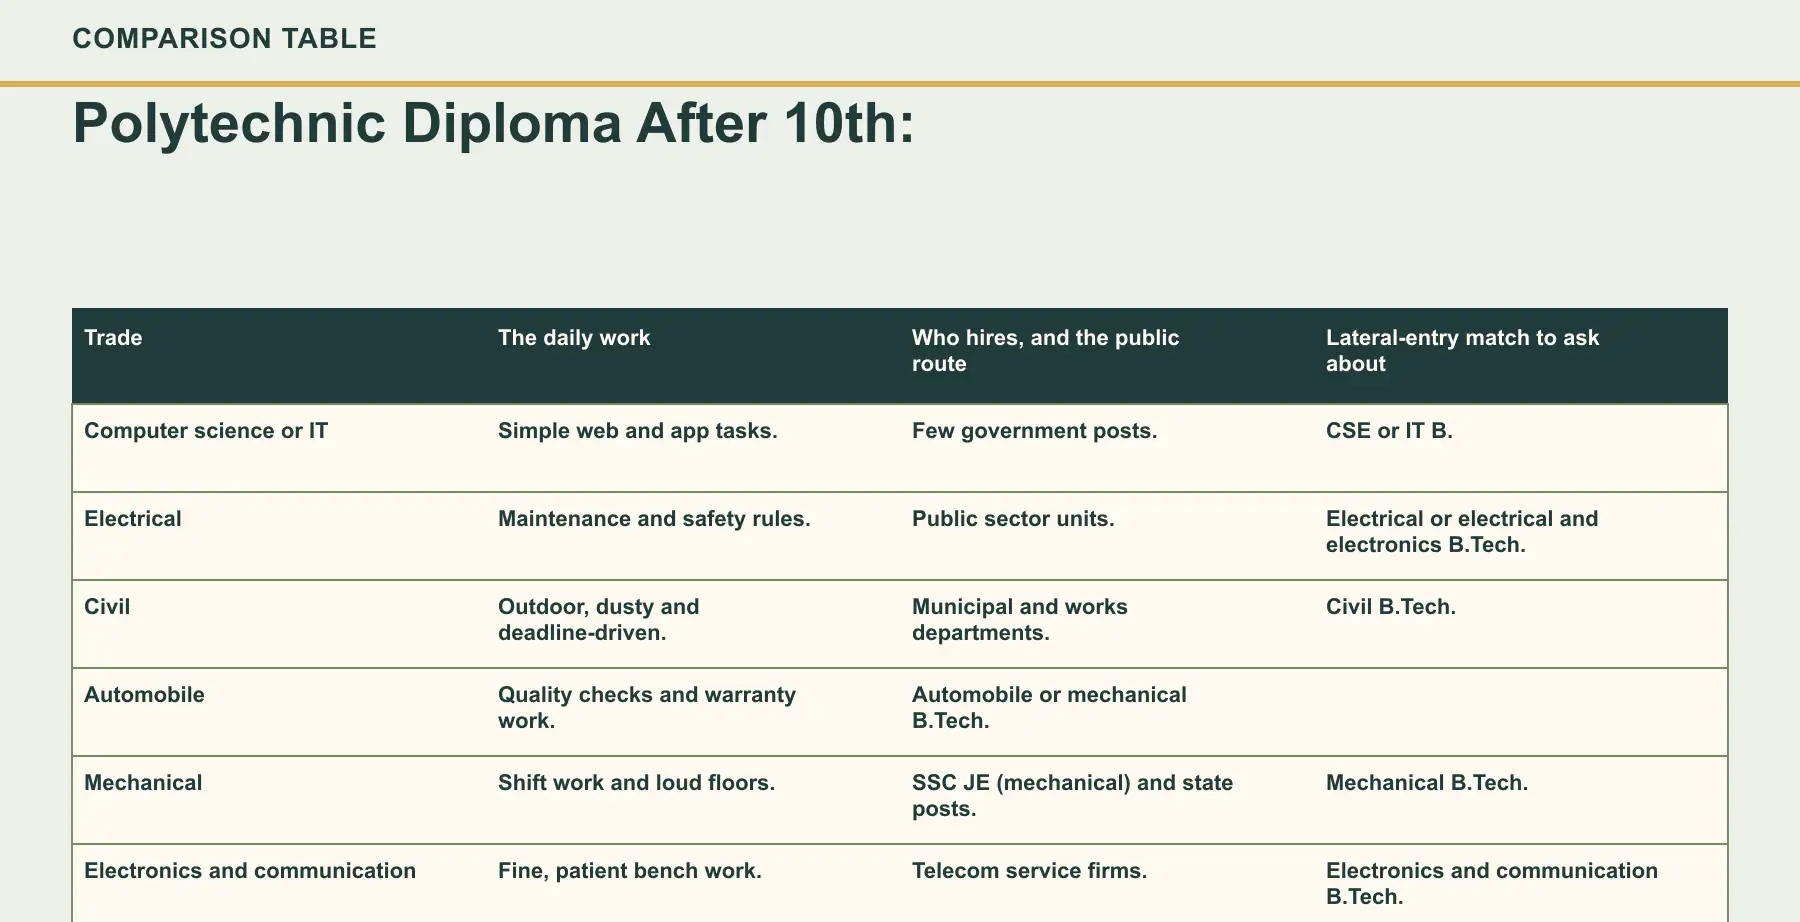 COMPARISON TABLE
Polytechnic Diploma After 10th:
Trade
The daily work
Who hires, and the public
route
Lateral-entry match to ask
about
Computer science or IT
Simple web and app tasks.
Few government posts.
CSE or IT B.
Electrical
Maintenance and safety rules.
Public sector units.
Electrical or electrical and
electronics B.Tech.
Civil
Outdoor, dusty and
deadline-driven.
Municipal and works
departments.
Civil B.Tech.
Automobile
Quality checks and warranty
work.
Automobile or mechanical
B.Tech.
Mechanical
Shift work and loud floors.
SSC JE (mechanical) and state
posts.
Mechanical B.Tech.
Electronics and communication
Fine, patient bench work.
Telecom service firms.
Electronics and communication
B.Tech.